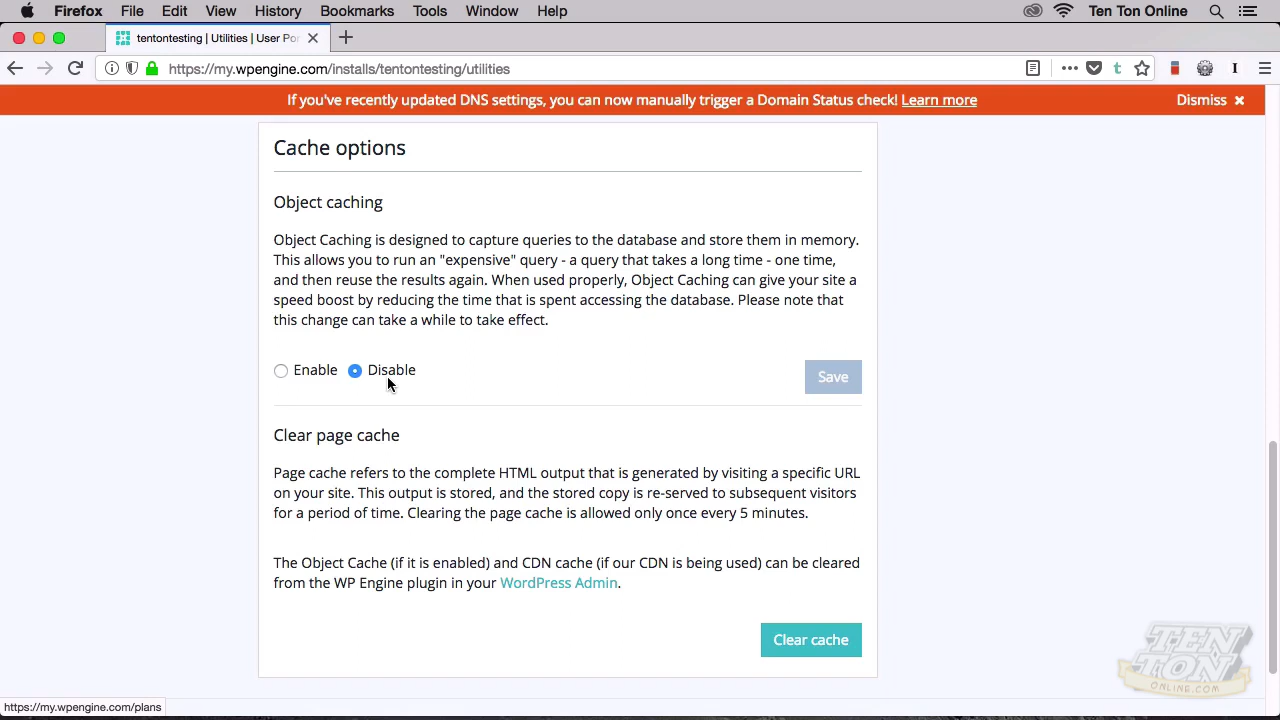 Firefox File Edit View History Bookmarks Tools Window Help Ten Ton Online
tentontesting | Utilities | User Por
https://my.wpengine.com/installs/tentontesting/utilities
If you've recently updated DNS settings, you can now manually trigger a Domain Status check! Learn more Dismiss
Cache options
Object caching
Object Caching is designed to capture queries to the database and store them in memory.
This allows you to run an "expensive" query - a query that takes a long time - one time,
and then reuse the results again. When used properly, Object Caching can give your site a
speed boost by reducing the time that is spent accessing the database. Please note that
this change can take a while to take effect.
Enable Disable Save
Clear page cache
Page cache refers to the complete HTML output that is generated by visiting a specific URL
on your site. This output is stored, and the stored copy is re-served to subsequent visitors
for a period of time. Clearing the page cache is allowed only once every 5 minutes.
The Object Cache (if it is enabled) and CDN cache (if our CDN is being used) can be cleared
from the WP Engine plugin in your WordPress Admin.
Clear cache
TEN
TON
ONLINE.COM
https://my.wpengine.com/plans